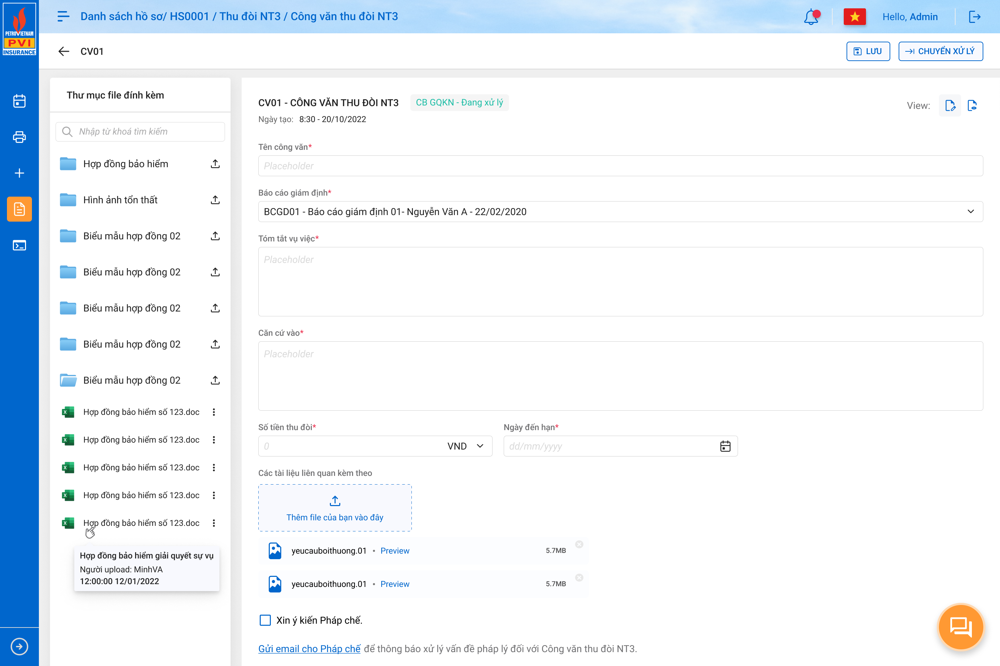 PETROVIETNAM
PVI
INSURANCE
Danh sách hồ sơ/ HS0001 / Thu đòi NT3 / Công văn thu đòi NT3
Hello, Admin
CV01
LƯU
CHUYỂN XỬ LÝ
Thư mục file đính kèm
Nhập từ khoá tìm kiếm
Hợp đồng bảo hiểm
Hình ảnh tổn thất
Biểu mẫu hợp đồng 02
Biểu mẫu hợp đồng 02
Biểu mẫu hợp đồng 02
Biểu mẫu hợp đồng 02
Biểu mẫu hợp đồng 02
Hợp đồng bảo hiểm số 123.doc
Hợp đồng bảo hiểm số 123.doc
Hợp đồng bảo hiểm số 123.doc
Hợp đồng bảo hiểm số 123.doc
Hợp đồng bảo hiểm số 123.doc
Hợp đồng bảo hiểm giải quyết sự vụ
Người upload: MinhVA
12:00:00 12/01/2022
CV01 - CÔNG VĂN THU ĐÒI NT3
CB GQKN - Đang xử lý
View:
Ngày tạo: 8:30 - 20/10/2022
Tên công văn*
Placeholder
Báo cáo giám định*
BCGD01 - Báo cáo giám định 01- Nguyễn Văn A - 22/02/2020
Tóm tắt vụ việc*
Placeholder
Căn cứ vào*
Placeholder
Số tiền thu đòi*
0 VND
Ngày đến hạn*
dd/mm/yyyy
Các tài liệu liên quan kèm theo
Thêm file của bạn vào đây
yeucauboithuong.01 • Preview 5.7MB
yeucauboithuong.01 • Preview 5.7MB
Xin ý kiến Pháp chế.
Gửi email cho Pháp chế để thông báo xử lý vấn đề pháp lý đối với Công văn thu đòi NT3.